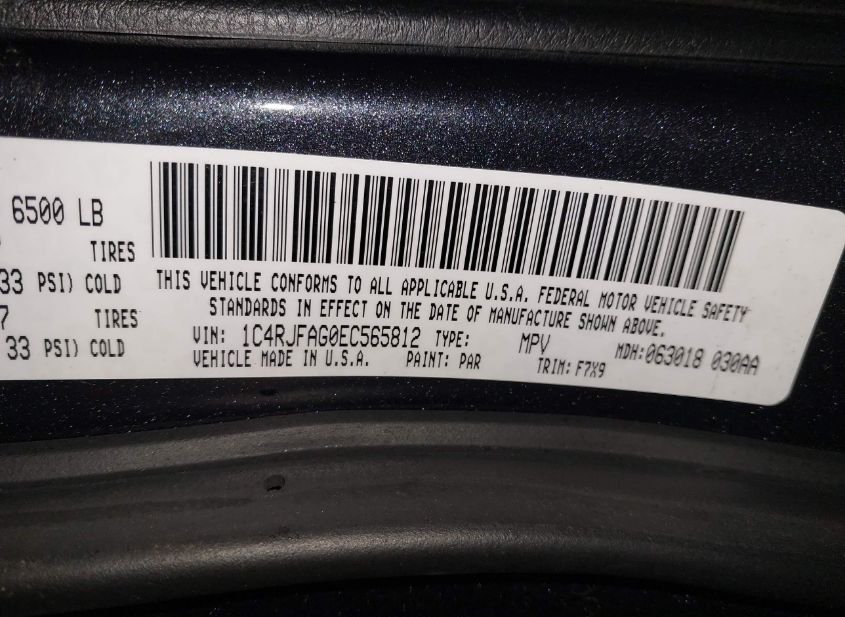 6500 LB
TIRES
33 PSI) COLD
7 TIRES
33 PSI) COLD
THIS VEHICLE CONFORMS TO ALL APPLICABLE U.S.A. FEDERAL MOTOR VEHICLE SAFETY
STANDARDS IN EFFECT ON THE DATE OF MANUFACTURE SHOWN ABOVE.
VIN: 1C4RJFAG0EC565812 TYPE: MPV MDH:063018 030AA
VEHICLE MADE IN U.S.A. PAINT: PAR TRIM: F7X9